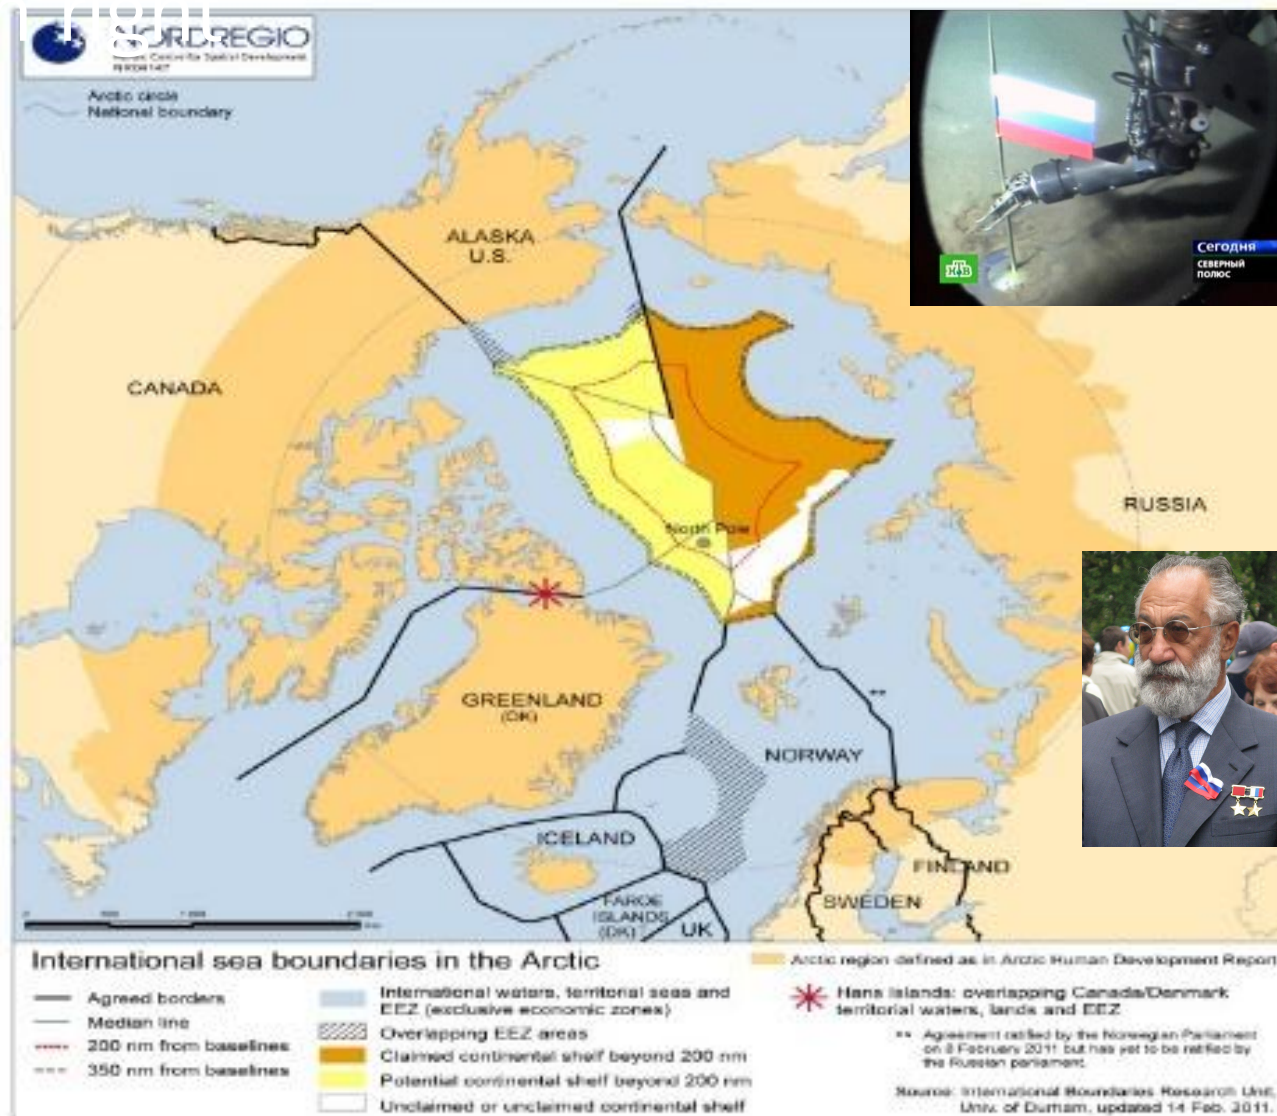 NORDREGIO
Nordic Centre for Spatial Development
Arctic circle
National boundary
Сегодня
СЕВЕРНЫЙ
ПОЛЮС
НТВ
ALASKA
U.S.
CANADA
RUSSIA
North Pole
GREENLAND
(DK)
**
NORWAY
ICELAND
FINLAND
FAROE
ISLANDS
(DK)
UK
SWEDEN
International sea boundaries in the Arctic
Agreed borders
Median line
200 nm from baselines
350 nm from baselines
International waters, territorial seas and
EEZ (exclusive economic zones)
Overlapping EEZ areas
Claimed continental shelf beyond 200 nm
Potential continental shelf beyond 200 nm
Unclaimed or unclaimed continental shelf
Arctic region defined as in Arctic Human Development Report
Hans Islands: overlapping Canada/Denmark
territorial waters, lands and EEZ
** Agreement ratified by the Norwegian Parliament
on 8 February 2011 but has yet to be ratified by
the Russian parliament.
Source: International Boundaries Research Unit,
Univ. of Durham, updated 14 Feb. 2011.